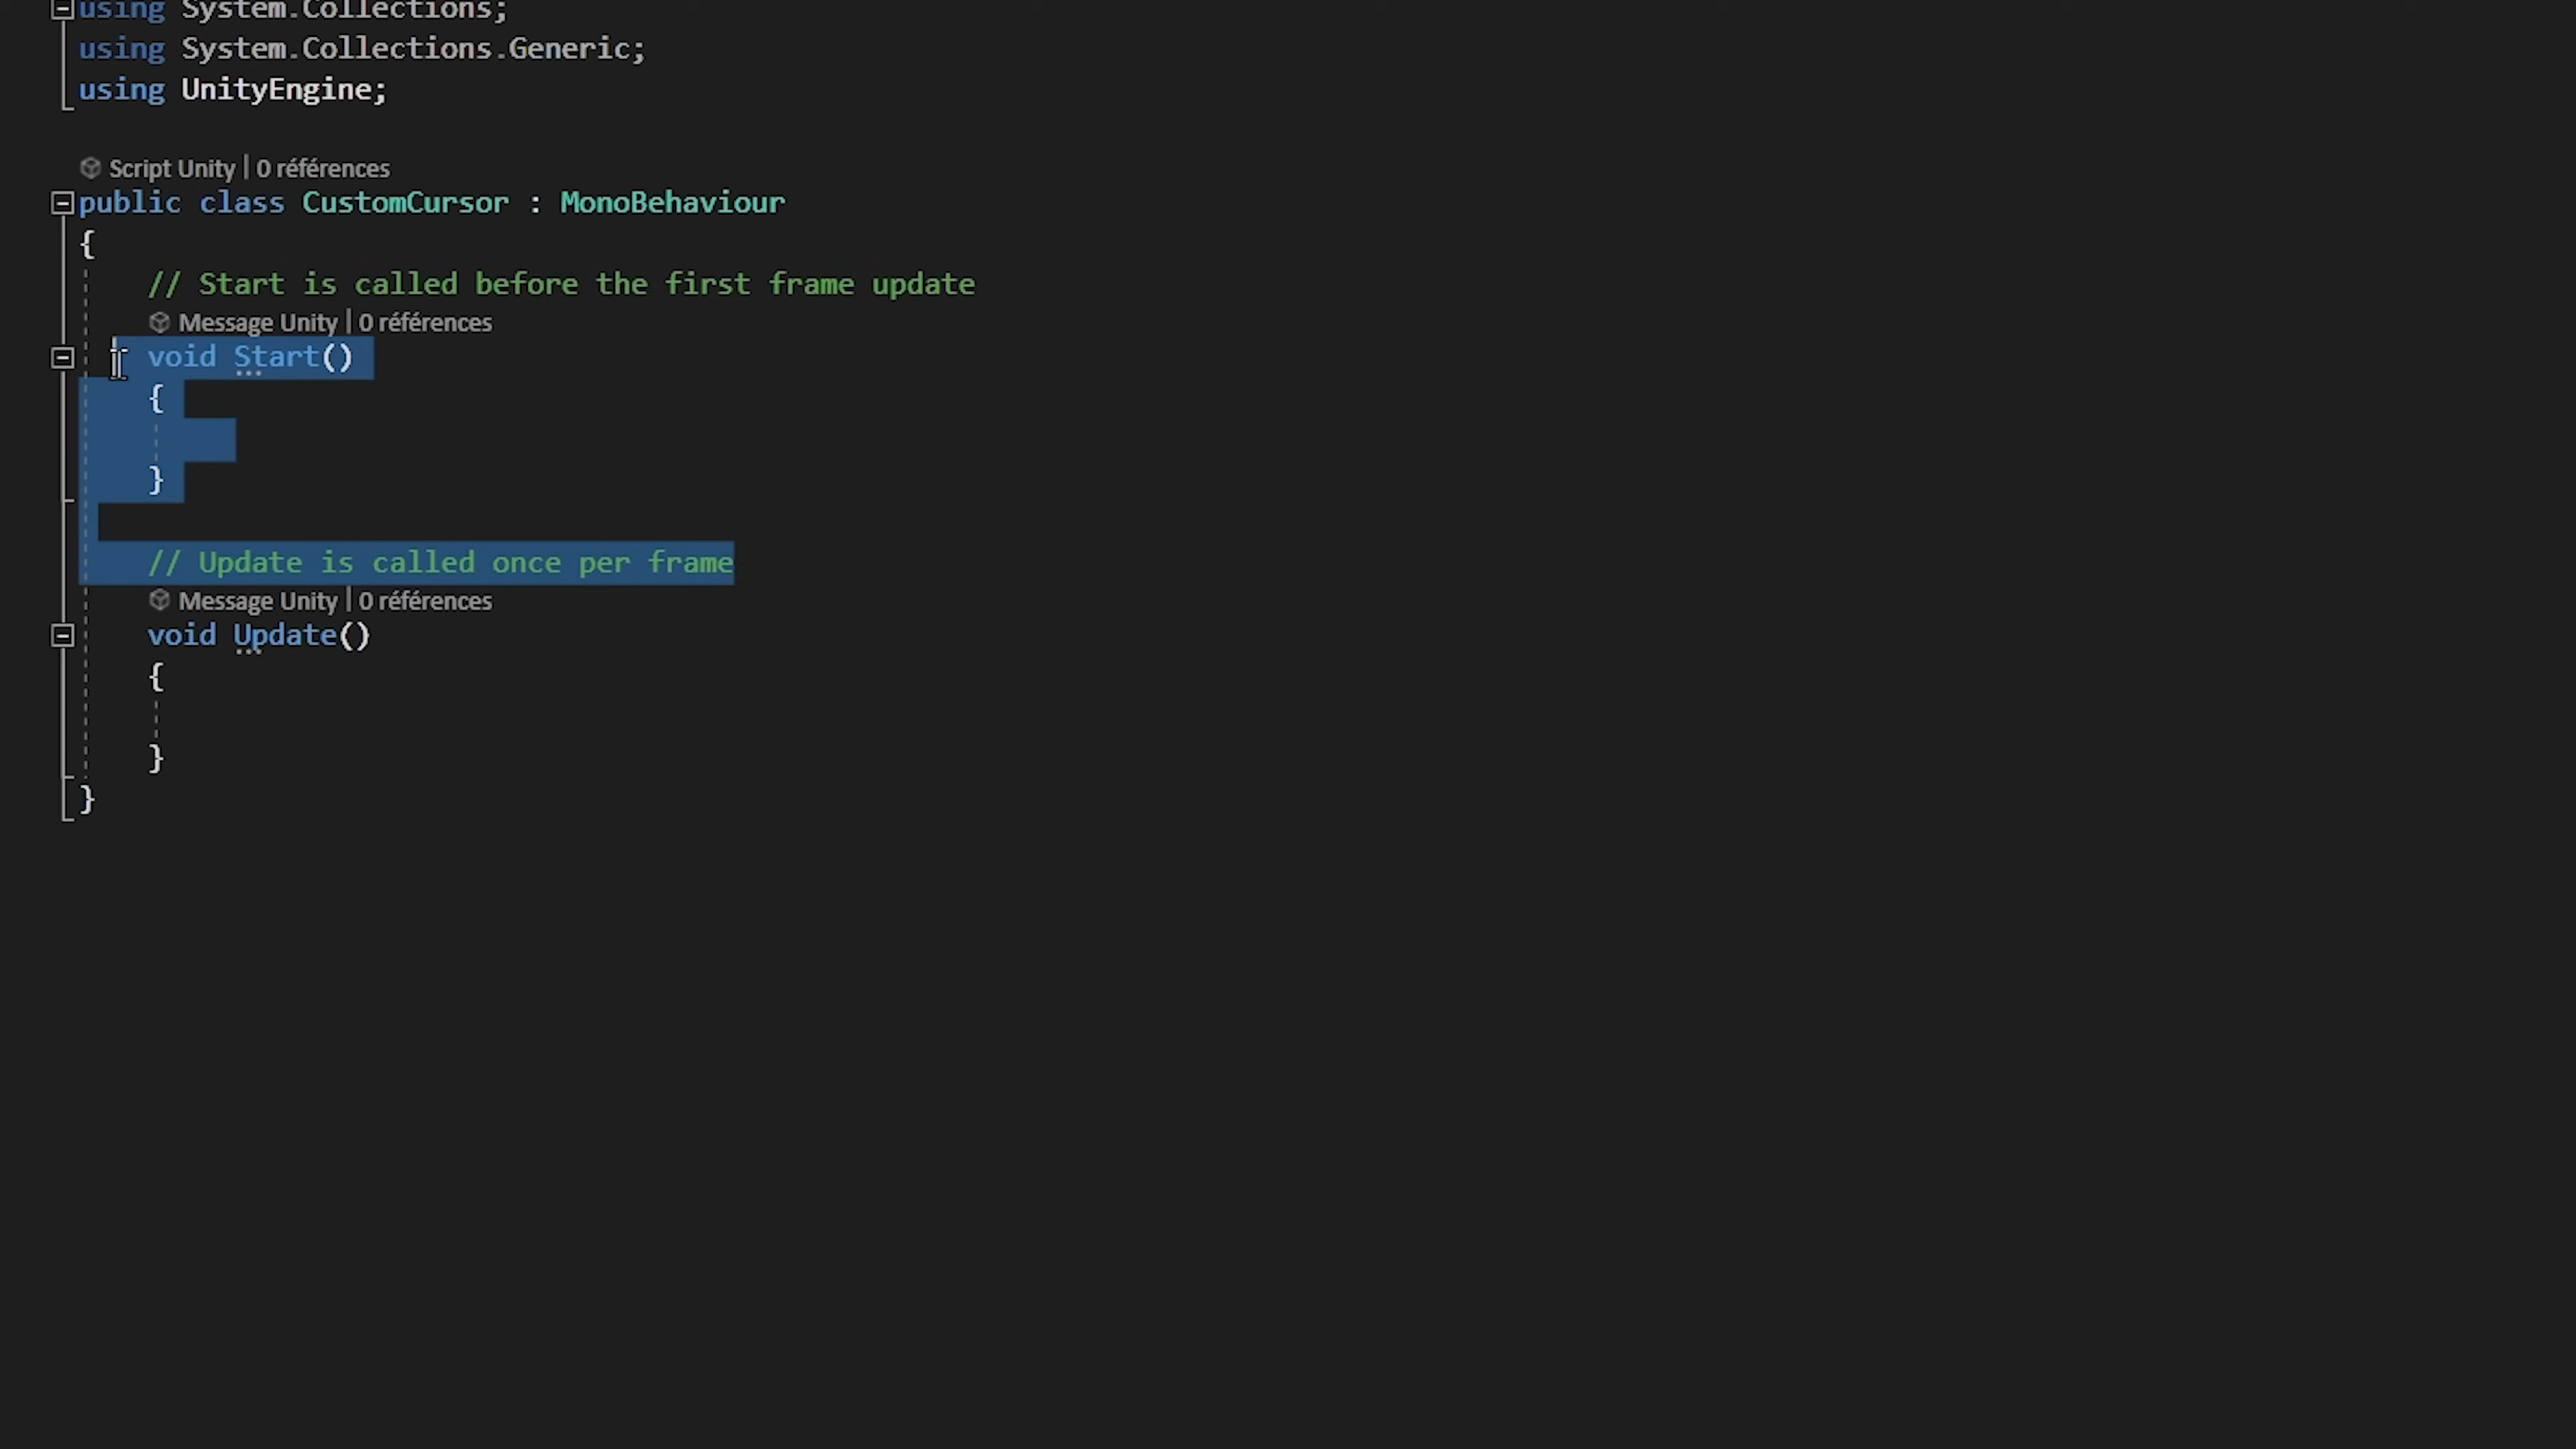 using System.Collections;
using System.Collections.Generic;
using UnityEngine;
Script Unity | 0 références
public class CustomCursor : MonoBehaviour
{
// Start is called before the first frame update
Message Unity | 0 références
void Start()
{
}
// Update is called once per frame
Message Unity | 0 références
void Update()
{
}
}